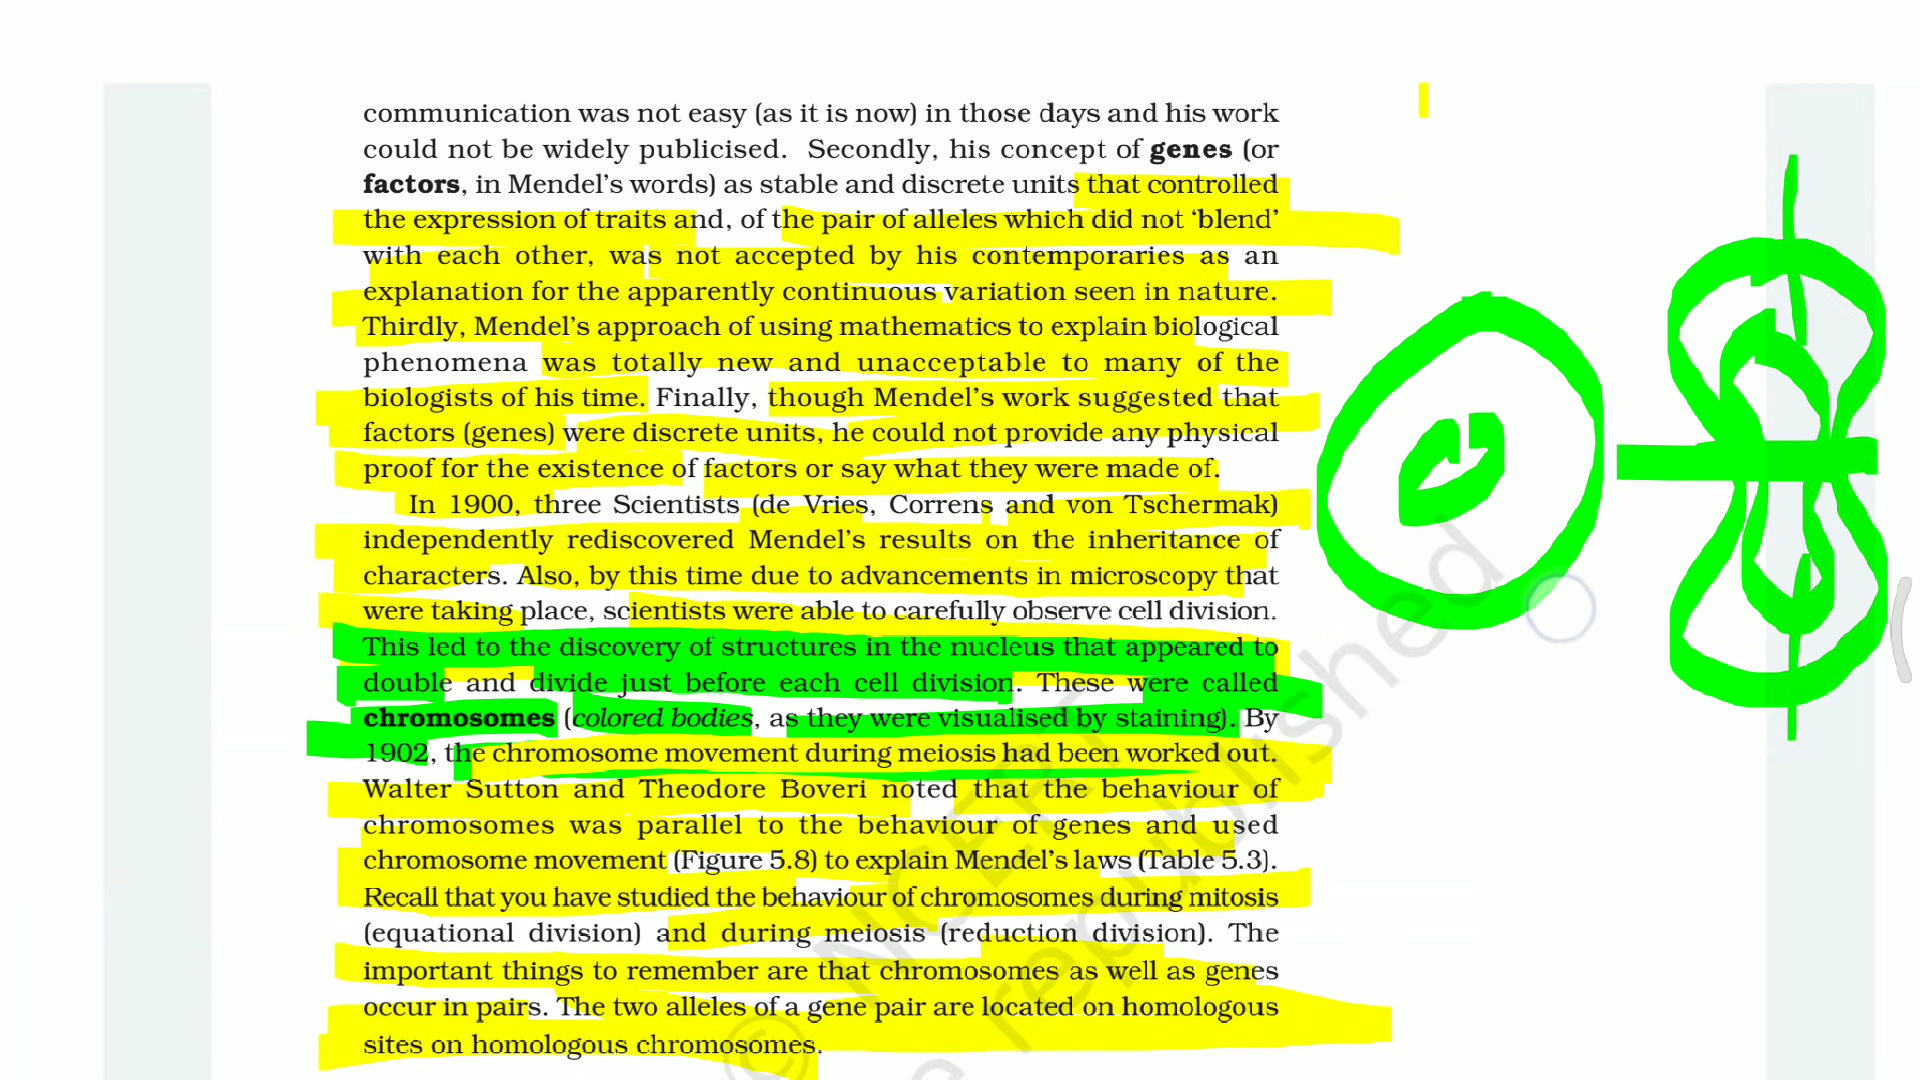 communication was not easy (as it is now) in those days and his work
could not be widely publicised. Secondly, his concept of genes (or
factors, in Mendel's words) as stable and discrete units that controlled
the expression of traits and, of the pair of alleles which did not ‘blend’
with each other, was not accepted by his contemporaries as an
explanation for the apparently continuous variation seen in nature.
Thirdly, Mendel's approach of using mathematics to explain biological
phenomena was totally new and unacceptable to many of the
biologists of his time. Finally, though Mendel's work suggested that
factors (genes) were discrete units, he could not provide any physical
proof for the existence of factors or say what they were made of.
In 1900, three Scientists (de Vries, Correns and von Tschermak)
independently rediscovered Mendel's results on the inheritance of
characters. Also, by this time due to advancements in microscopy that
were taking place, scientists were able to carefully observe cell division.
This led to the discovery of structures in the nucleus that appeared to
double and divide just before each cell division. These were called
chromosomes (colored bodies, as they were visualised by staining). By
1902, the chromosome movement during meiosis had been worked out.
Walter Sutton and Theodore Boveri noted that the behaviour of
chromosomes was parallel to the behaviour of genes and used
chromosome movement (Figure 5.8) to explain Mendel's laws (Table 5.3).
Recall that you have studied the behaviour of chromosomes during mitosis
(equational division) and during meiosis (reduction division). The
important things to remember are that chromosomes as well as genes
occur in pairs. The two alleles of a gene pair are located on homologous
sites on homologous chromosomes.
© NCERT
republished